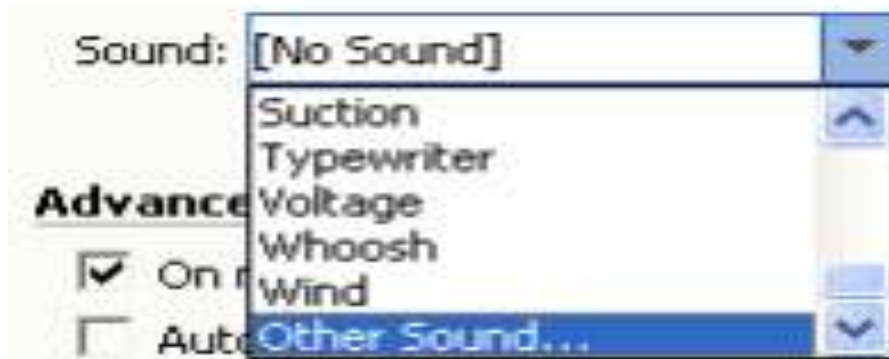 Sound: [No Sound]
Suction
Typewriter
Advance Voltage
Whoosh
On
Wind
Auto Other Sound...